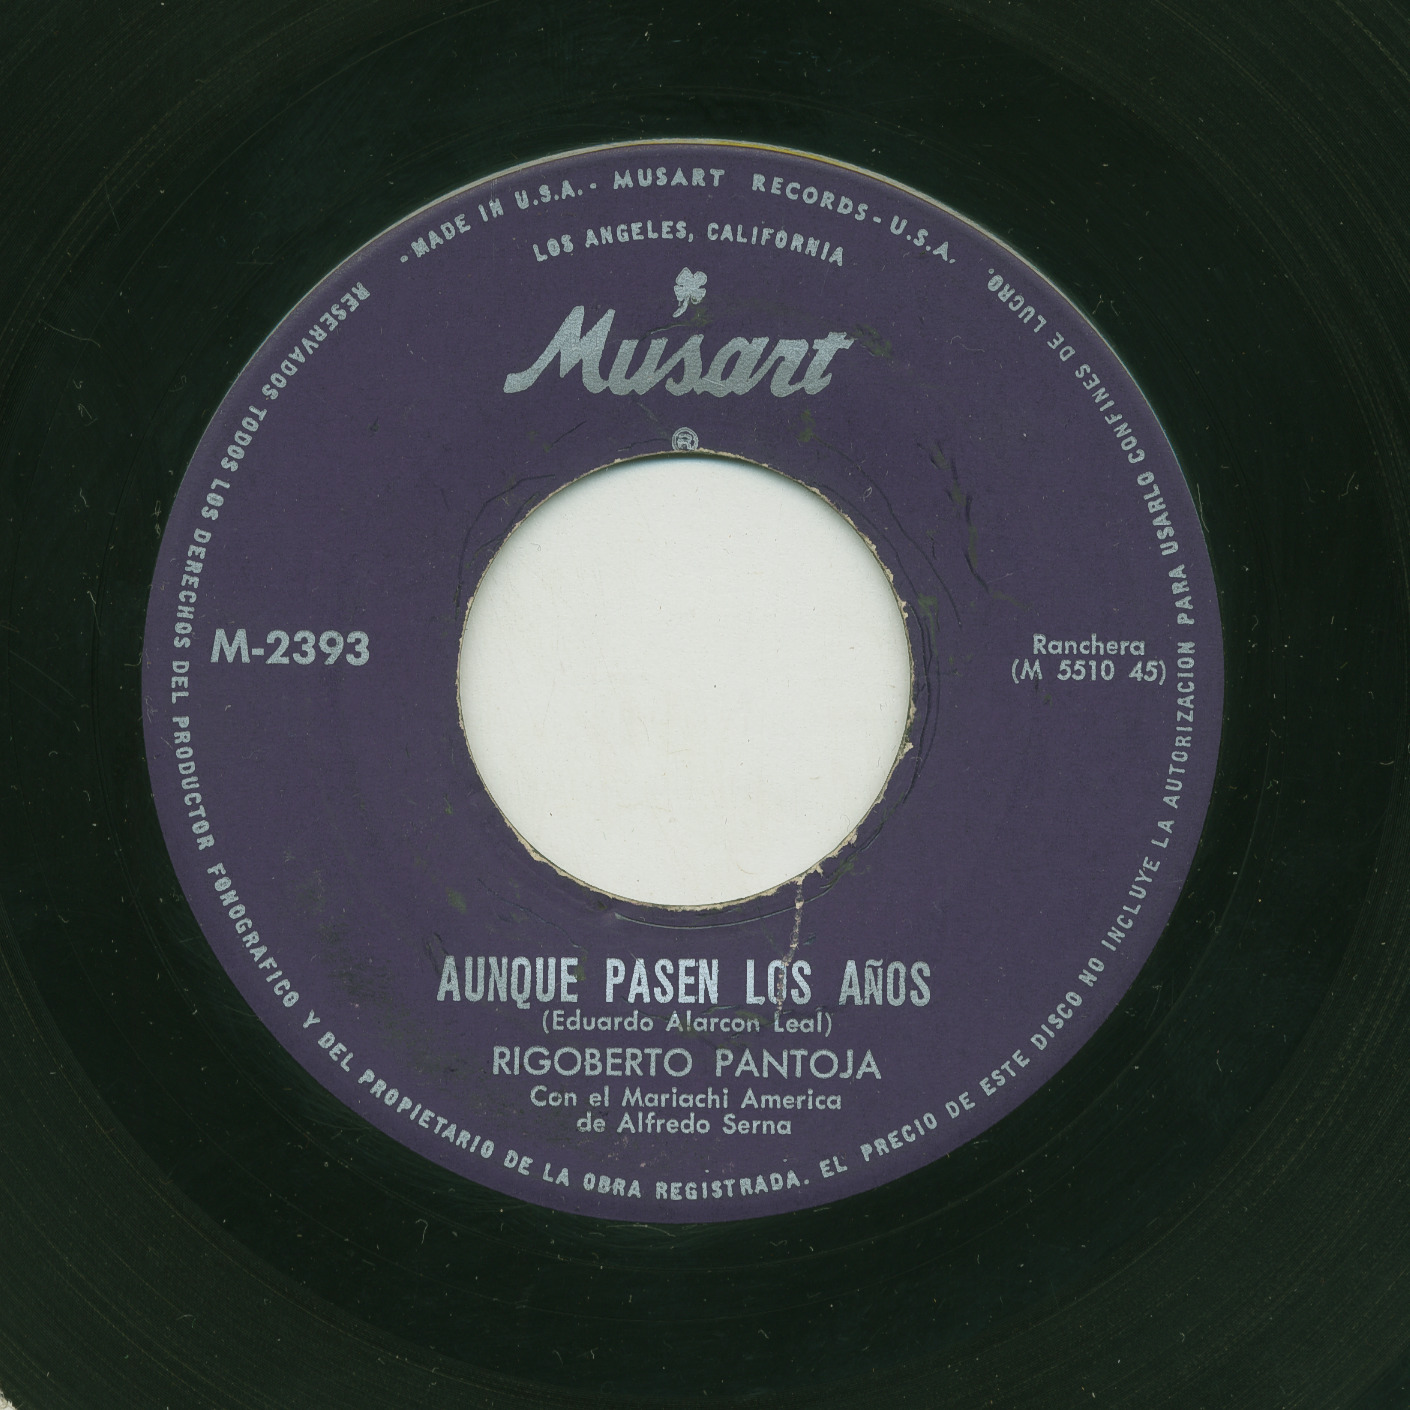 - MADE IN U.S.A. - MUSART RECORDS - U.S.A.
LOS ANGELES, CALIFORNIA
Musart
®
M-2393
Ranchera
(M 5510 45)
AUNQUE PASEN LOS AÑOS
(Eduardo Alarcon Leal)
RIGOBERTO PANTOJA
Con el Mariachi America
de Alfredo Serna
RESERVADOS TODOS LOS DERECHOS DEL PRODUCTOR FONOGRAFICO Y DEL PROPIETARIO DE LA OBRA REGISTRADA. EL PRECIO DE ESTE DISCO NO INCLUYE LA AUTORIZACION PARA USARLO CONFINES DE LUCRO.